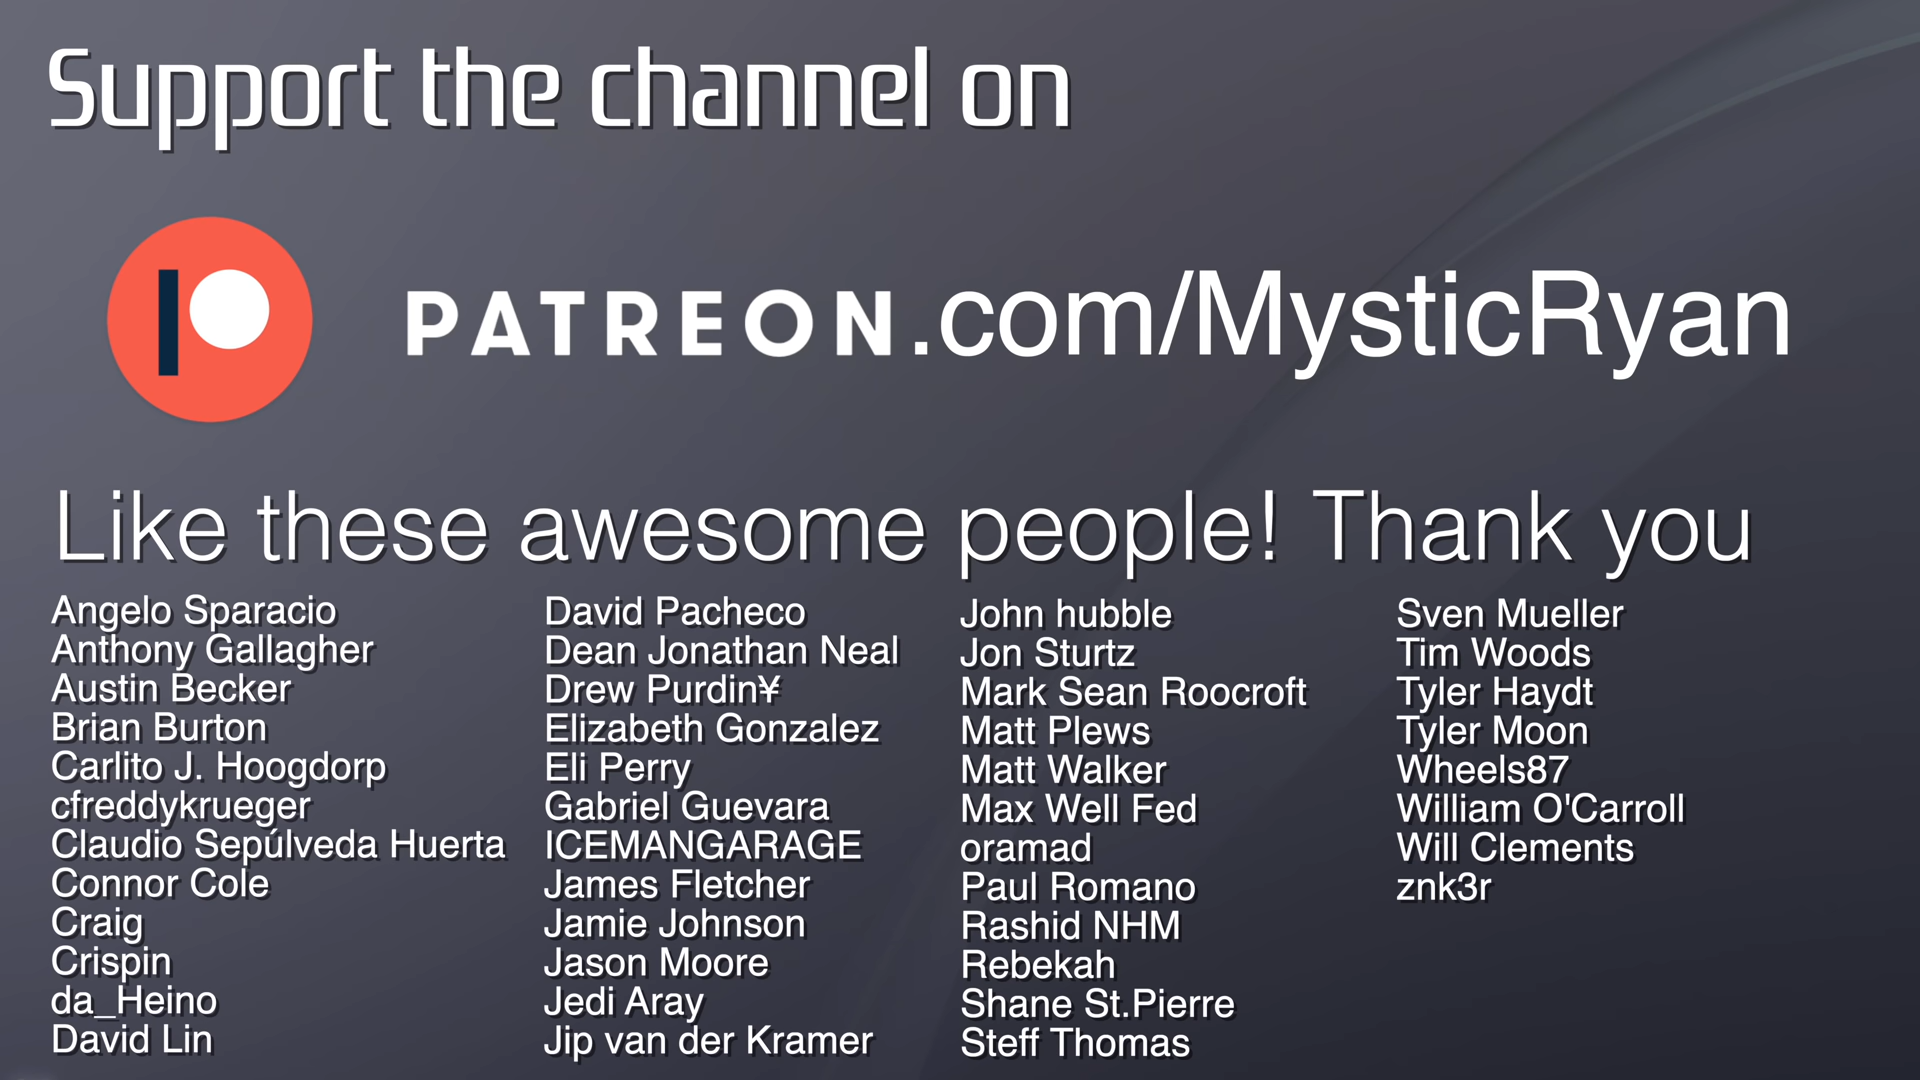 Support the channel on
PATREON.com/MysticRyan
Like these awesome people! Thank you
Angelo Sparacio
Anthony Gallagher
Austin Becker
Brian Burton
Carlito J. Hoogdorp
cfreddykrueger
Claudio Sepúlveda Huerta
Connor Cole
Craig
Crispin
da_Heino
David Lin
David Pacheco
Dean Jonathan Neal
Drew Purdin¥
Elizabeth Gonzalez
Eli Perry
Gabriel Guevara
ICEMANGARAGE
James Fletcher
Jamie Johnson
Jason Moore
Jedi Aray
Jip van der Kramer
John hubble
Jon Sturtz
Mark Sean Roocroft
Matt Plews
Matt Walker
Max Well Fed
oramad
Paul Romano
Rashid NHM
Rebekah
Shane St.Pierre
Steff Thomas
Sven Mueller
Tim Woods
Tyler Haydt
Tyler Moon
Wheels87
William O'Carroll
Will Clements
znk3r